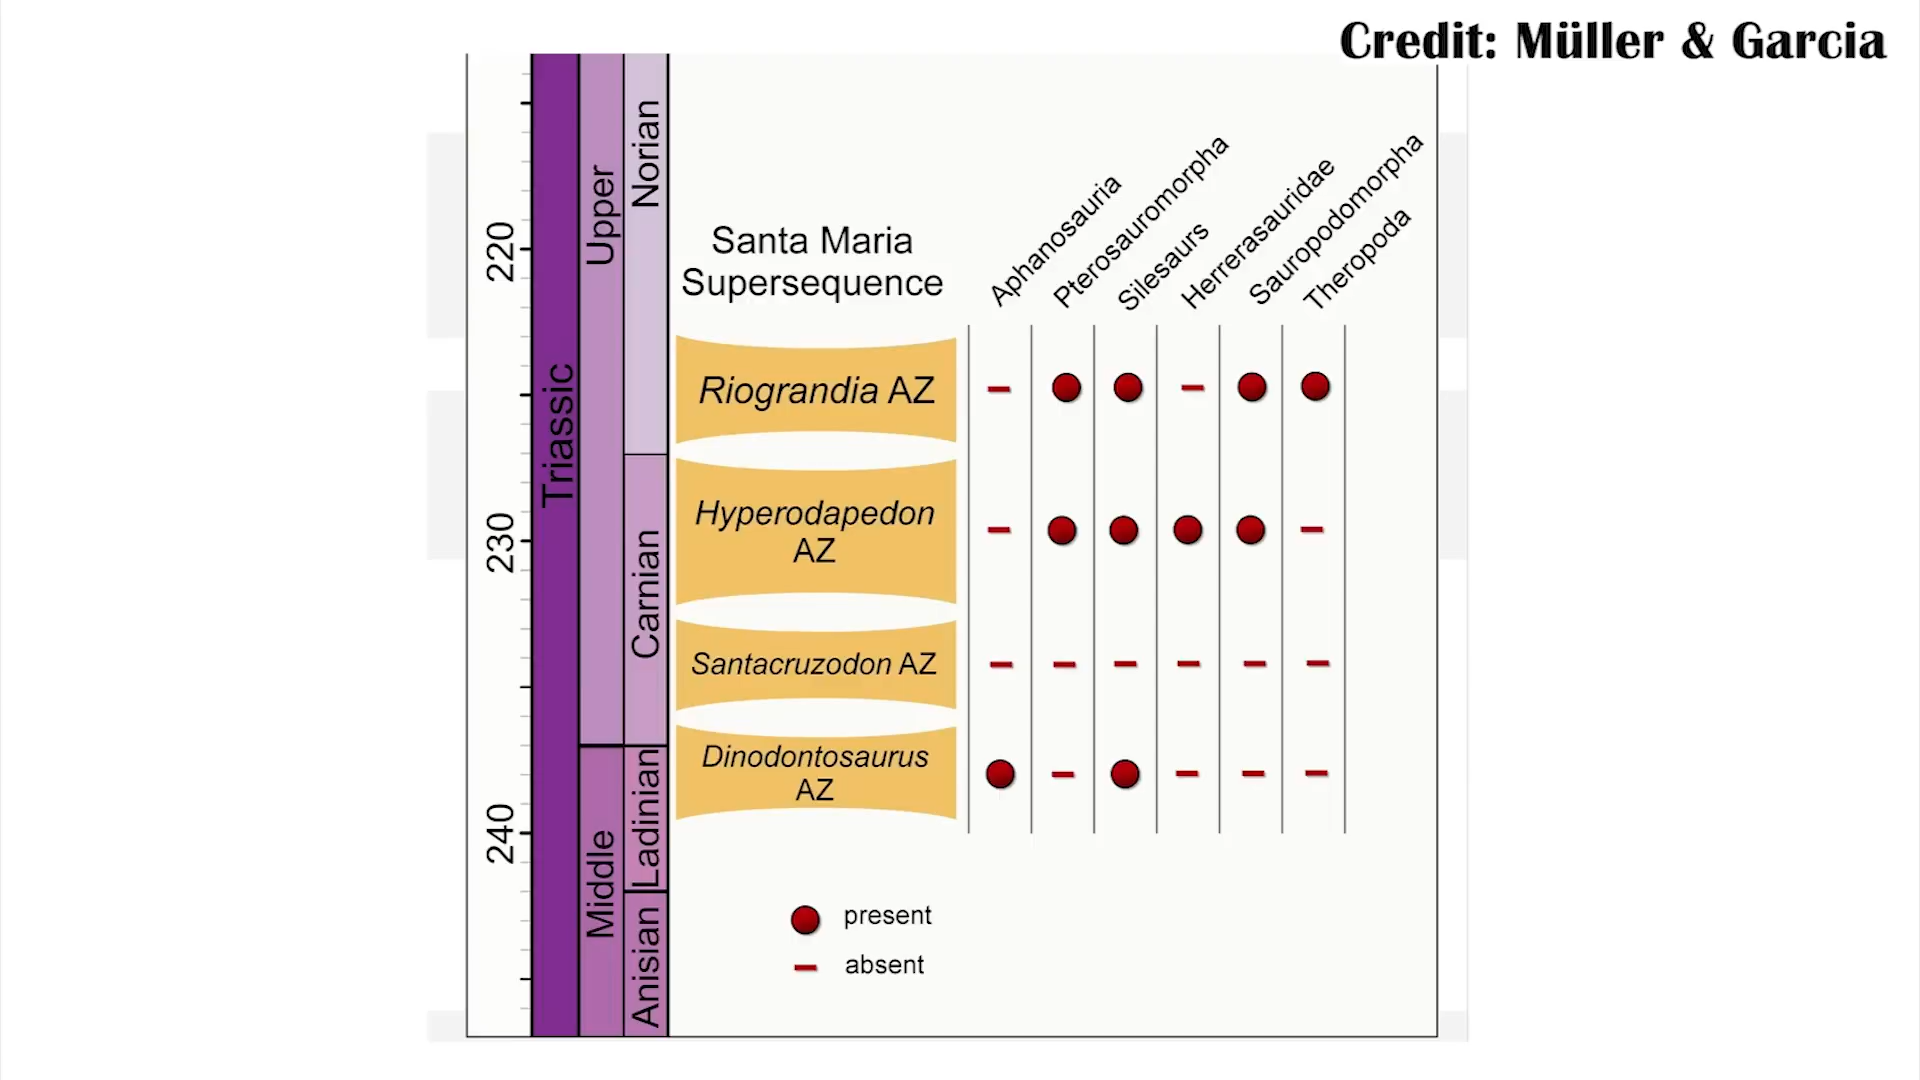 Credit: Müller & Garcia
Triassic
Upper
Middle
Norian
Carnian
Ladinian
Anisian
220
230
240
Santa Maria
Supersequence
Aphanosauria
Pterosauromorpha
Silesaurs
Herrerasauridae
Sauropodomorpha
Theropoda
Riograndia AZ
Hyperodapedon
AZ
Santacruzodon AZ
Dinodontosaurus
AZ
present
absent